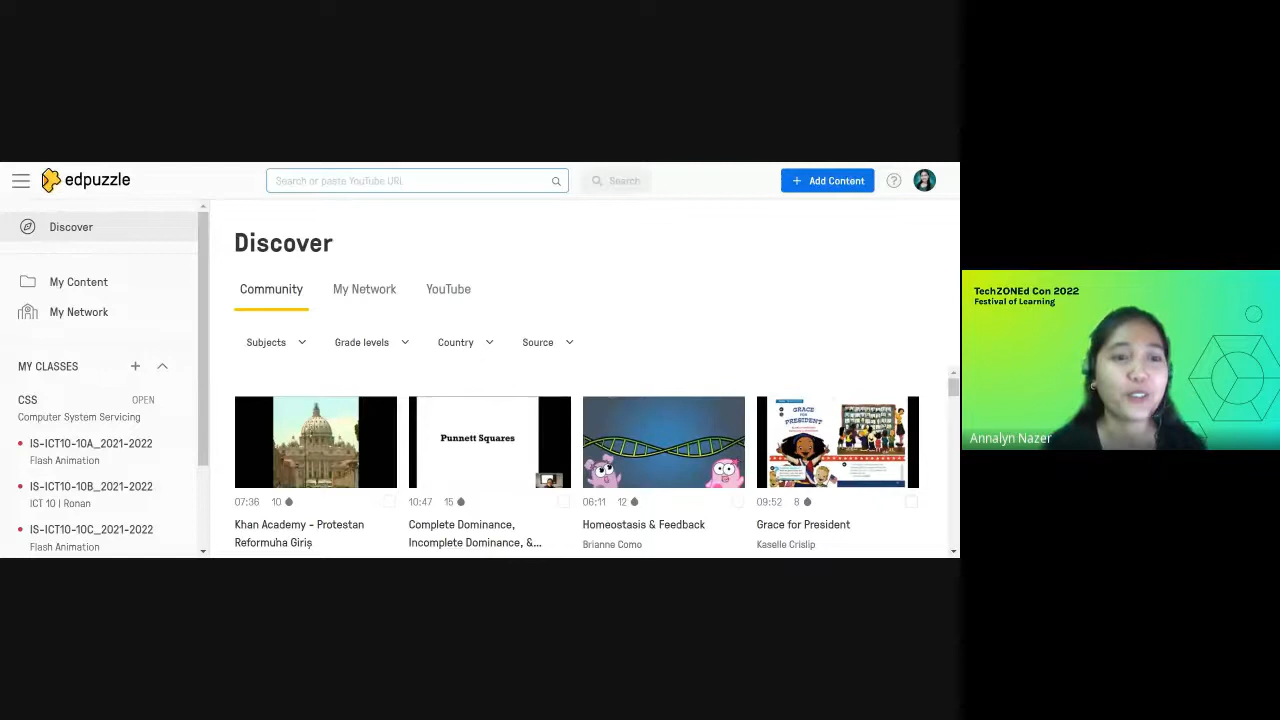 edpuzzle
Search or paste YouTube URL
Search
Add Content
Discover
My Content
My Network
MY CLASSES
CSS OPEN
Computer System Servicing
IS-ICT10-10A_2021-2022
Flash Animation
IS-ICT10-10G_2021-2022
ICT 10 | Ronan
IS-ICT10-10C_2021-2022
Flash Animation
Discover
Community My Network YouTube
Subjects Grade levels Country Source
Punnett Squares
GRACE FOR PRESIDENT
07:36 10
Khan Academy - Protestan
Reformuha Giriş
10:47 15
Complete Dominance,
Incomplete Dominance, &...
06:11 12
Homeostasis & Feedback
Brianne Como
09:52 8
Grace for President
Kaselle Crislip
TechZONEd Con 2022
Festival of Learning
Annalyn Nazer